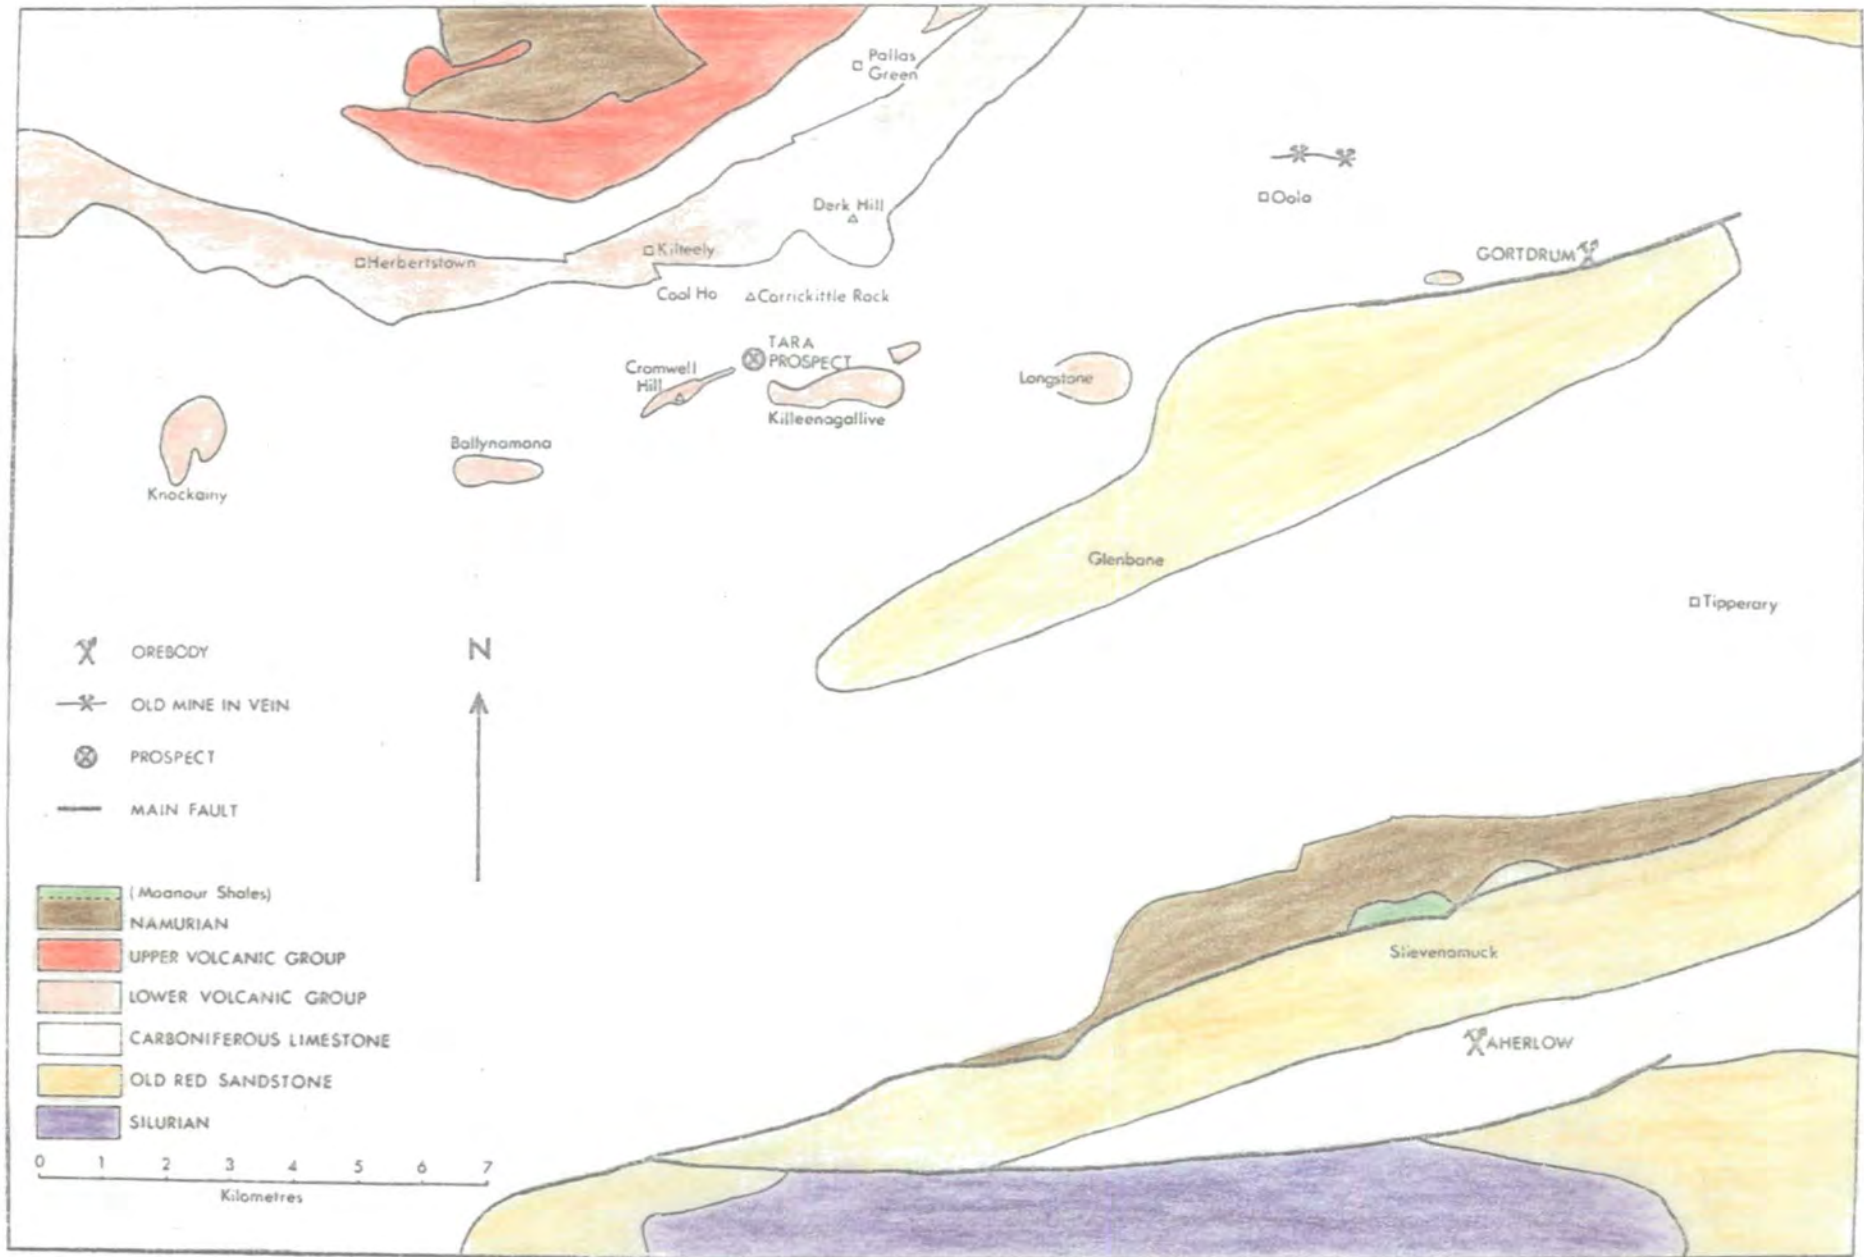 Pallas
Green
Oola
Derk Hill
Kilteely
Herbertstown
GORTDRUM
Cool Ho
Carrickittle Rock
TARA
PROSPECT
Cromwell
Hill
Longstone
Killeenagallive
Ballynamona
Knockainy
Glenbane
Tipperary
N
OREBODY
OLD MINE IN VEIN
PROSPECT
MAIN FAULT
(Moanour Shales)
NAMURIAN
UPPER VOLCANIC GROUP
LOWER VOLCANIC GROUP
CARBONIFEROUS LIMESTONE
OLD RED SANDSTONE
SILURIAN
Slievenamuck
AHERLOW
0 1 2 3 4 5 6 7
Kilometres